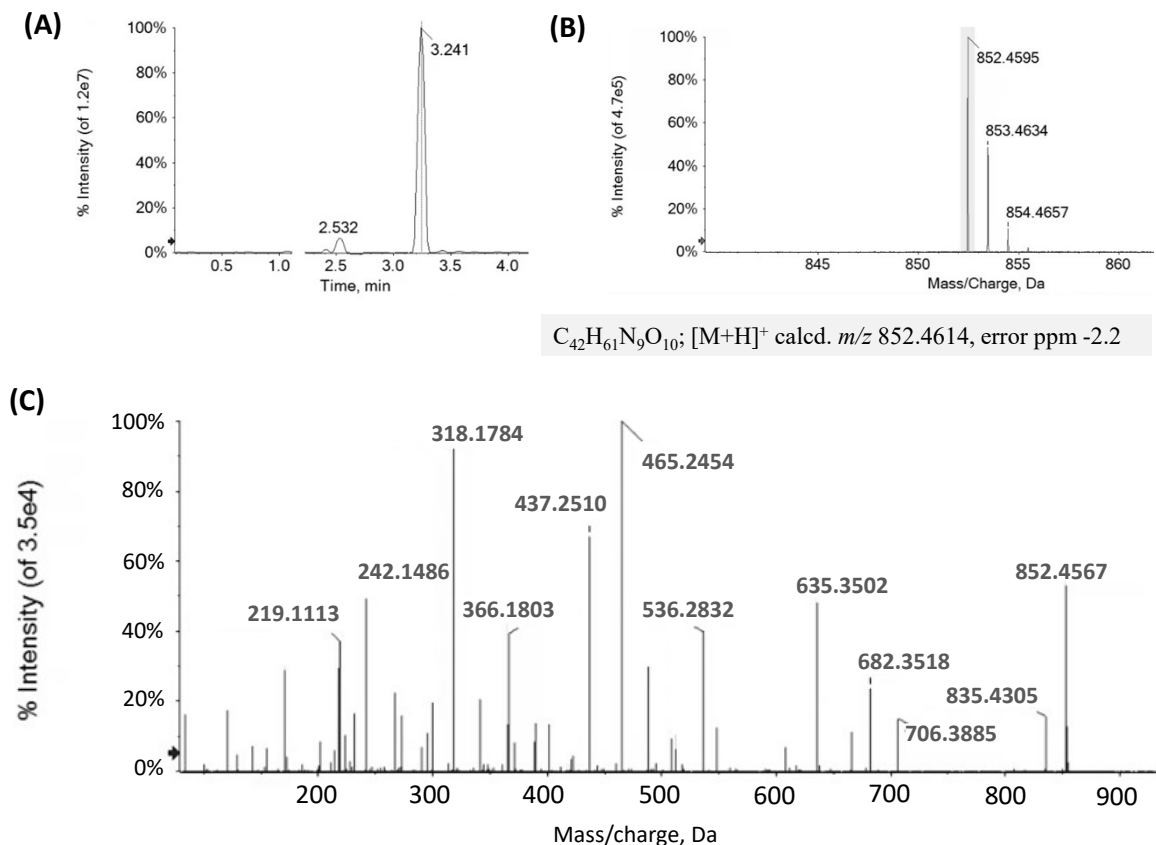 (A)
% Intensity (of 1.2e7)
100%
80%
60%
40%
20%
0%
2.532
3.241
0.5 1.0 2.5 3.0 3.5 4.0
Time, min
(B)
% Intensity (of 4.7e5)
100%
80%
60%
40%
20%
0%
852.4595
853.4634
854.4657
845 850 855 860
Mass/Charge, Da
C₄₂H₆₁N₉O₁₀; [M+H]⁺ calcd. m/z 852.4614, error ppm -2.2
(C)
% Intensity (of 3.5e4)
100%
80%
60%
40%
20%
0%
219.1113
242.1486
318.1784
366.1803
437.2510
465.2454
536.2832
635.3502
682.3518
706.3885
835.4305
852.4567
200 300 400 500 600 700 800 900
Mass/charge, Da